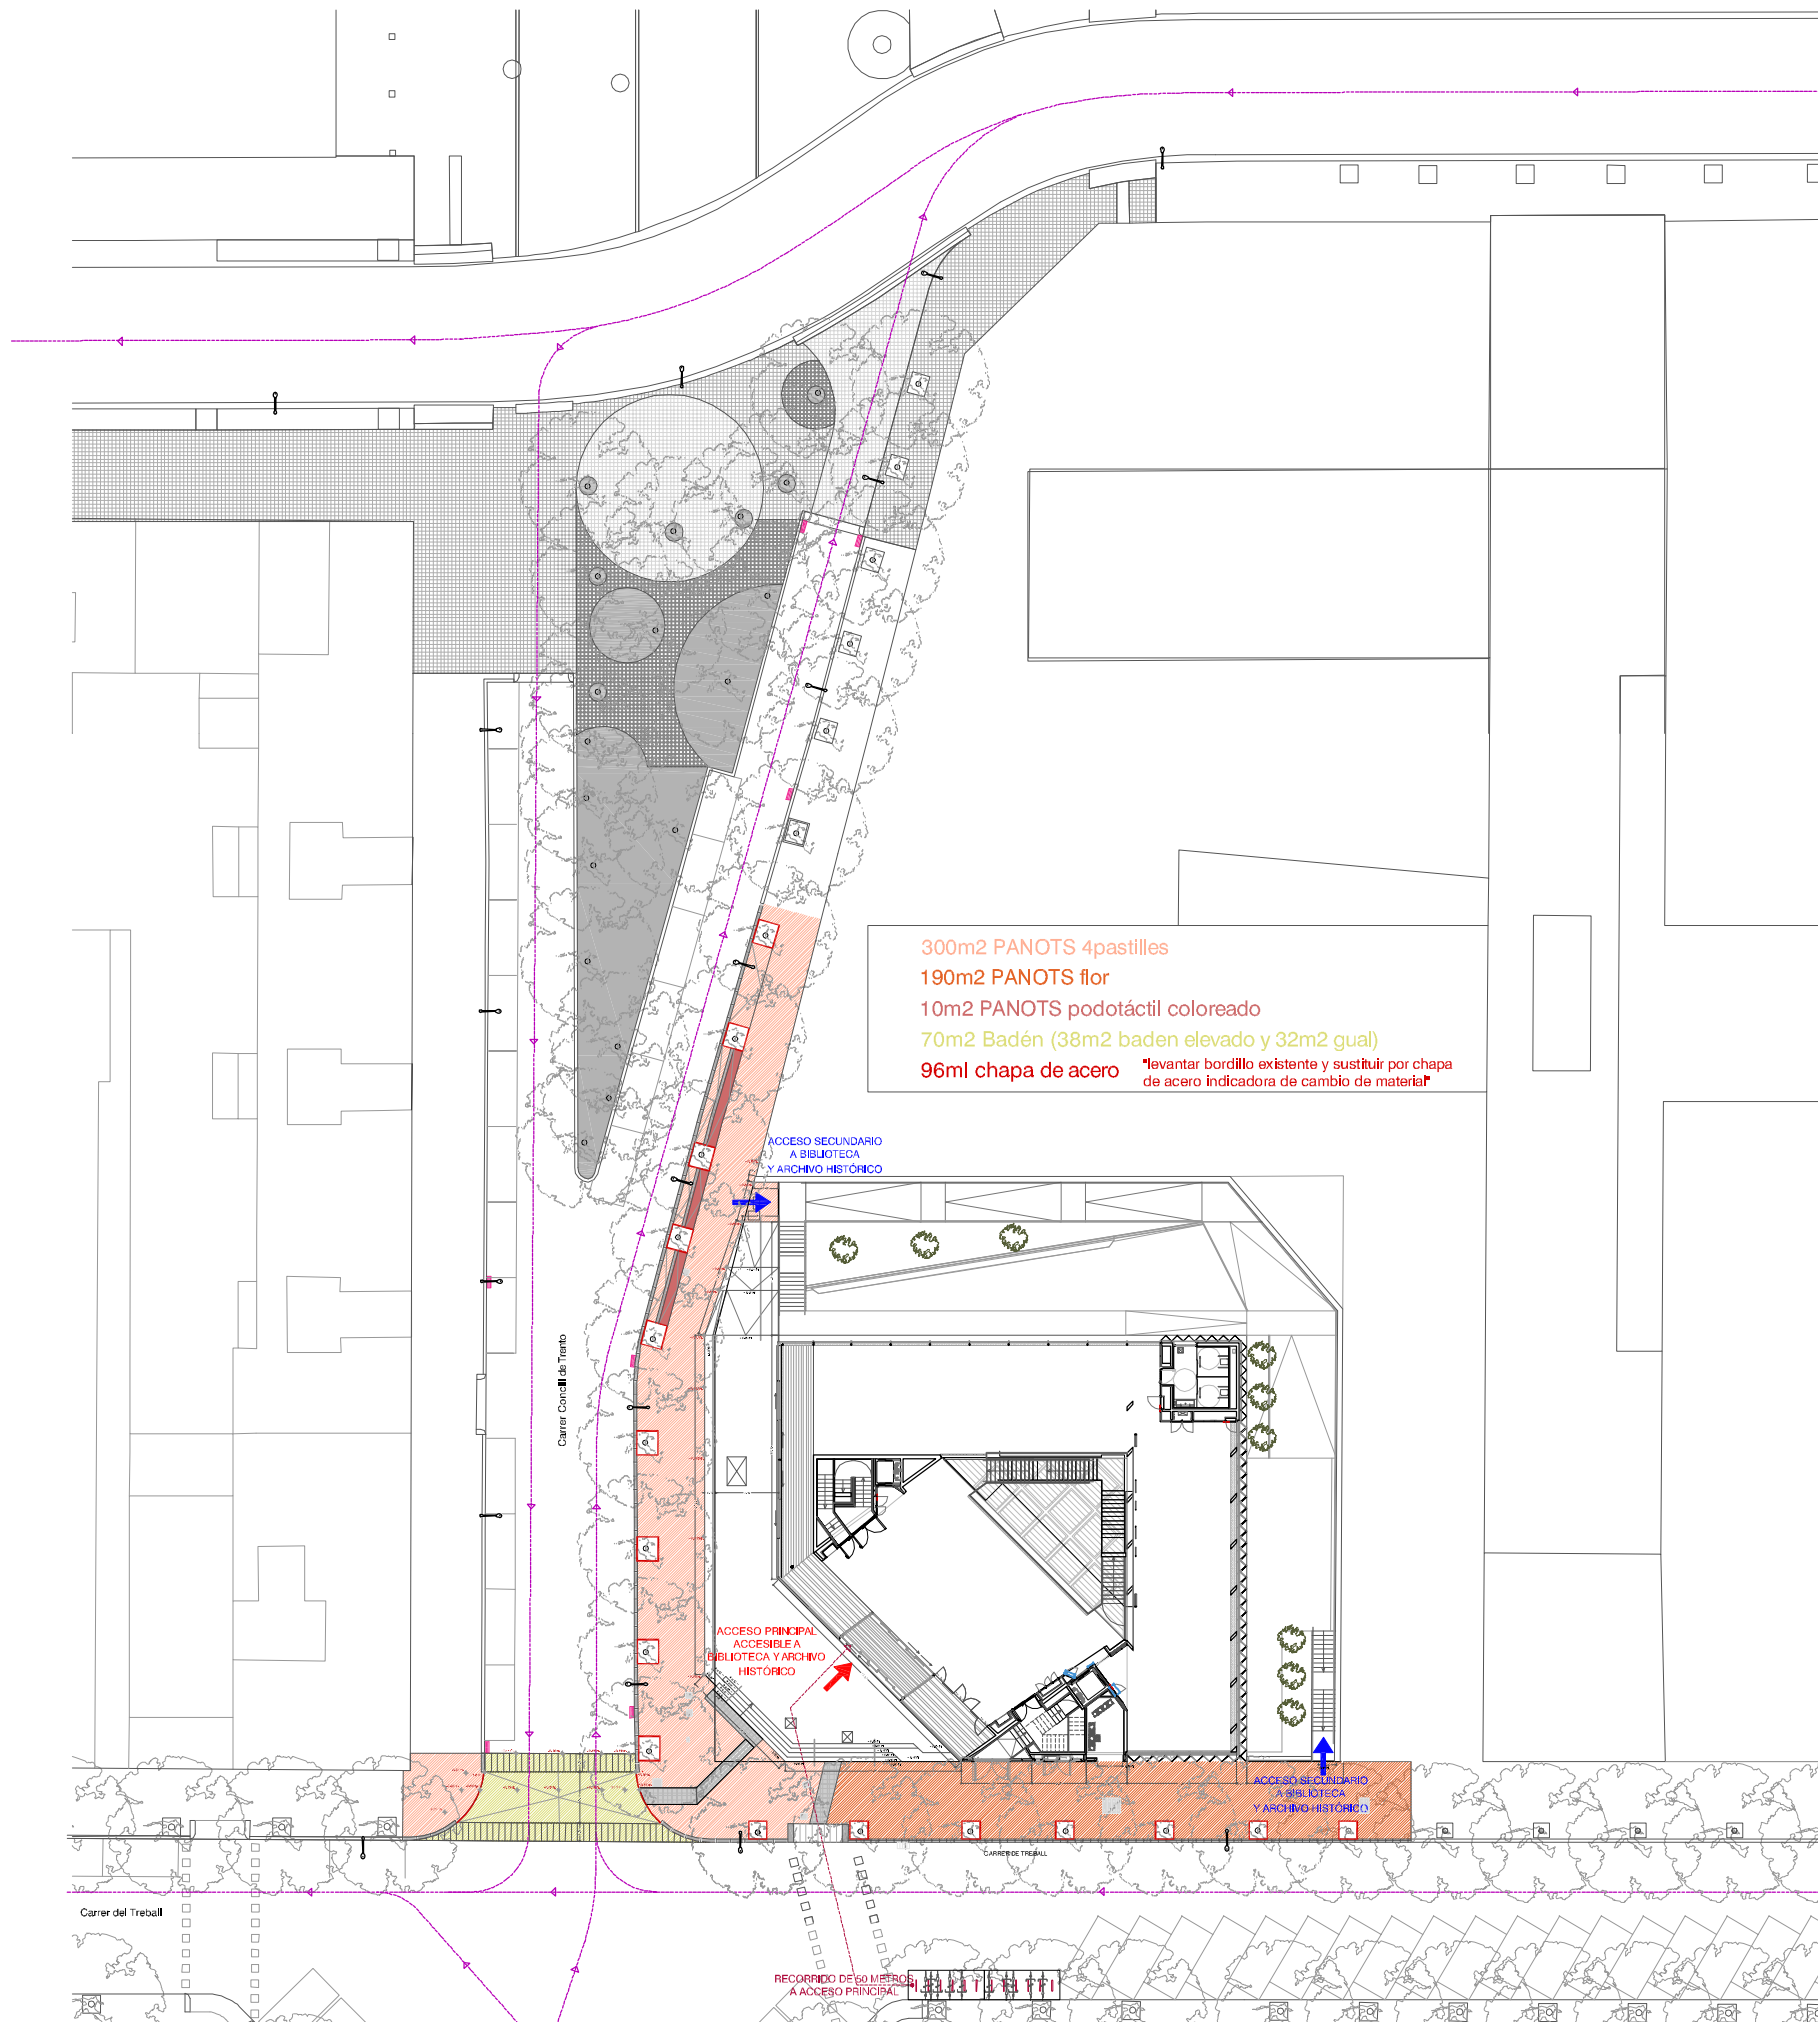 300m2 PANOTS 4pastilles
190m2 PANOTS flor
10m2 PANOTS podotáctil coloreado
70m2 Badén (38m2 baden elevado y 32m2 gual)
96ml chapa de acero
"levantar bordillo existente y sustituir por chapa
de acero indicadora de cambio de material"
ACCESO SECUNDARIO
A BIBLIOTECA
Y ARCHIVO HISTÓRICO
Carrer Concili de Trento
ACCESO PRINCIPAL
ACCESIBLE A
BIBLIOTECA Y ARCHIVO
HISTÓRICO
ACCESO SECUNDARIO
A BIBLIOTECA
Y ARCHIVO HISTÓRICO
CARRER DE TREBALL
Carrer del Treball
RECORRIDO DE 50 METROS
A ACCESO PRINCIPAL